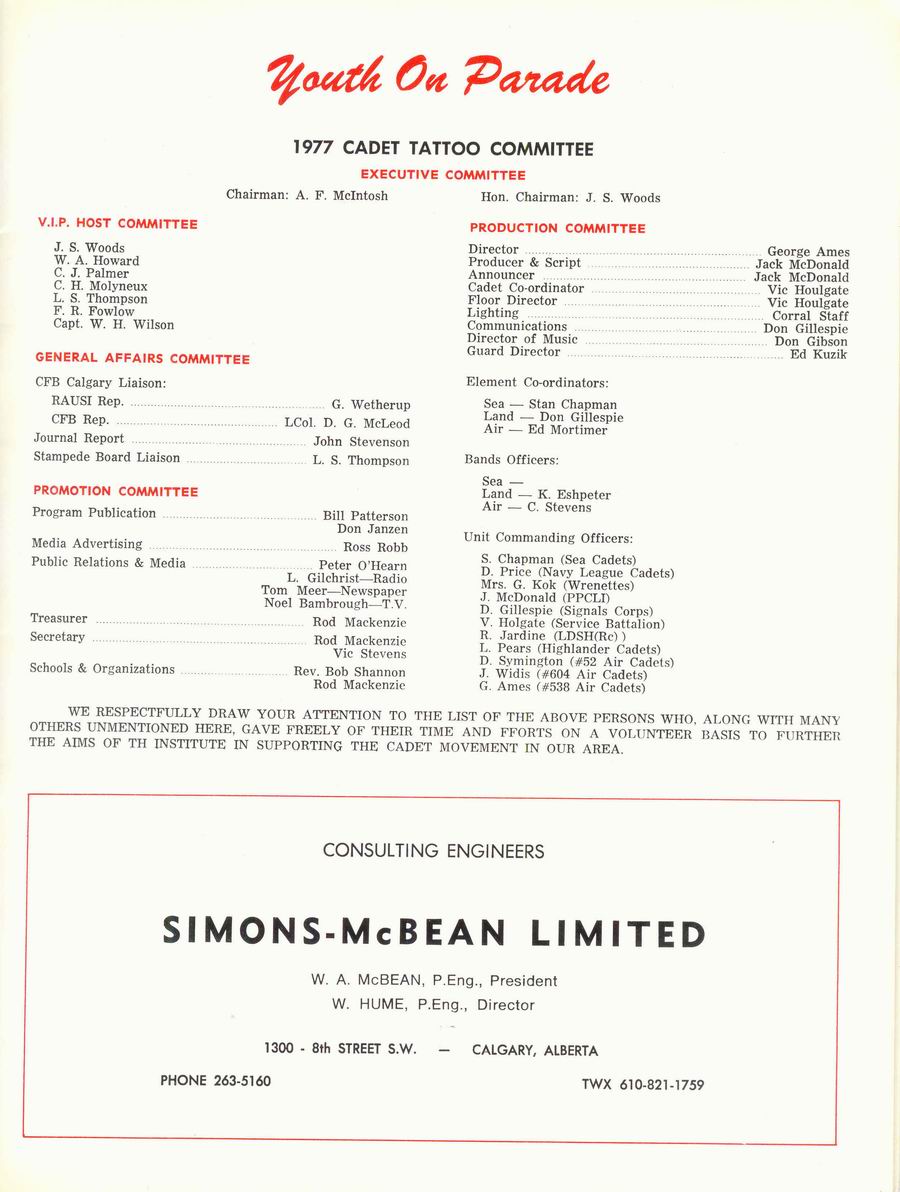 Youth On Parade
1977 CADET TATTOO COMMITTEE
EXECUTIVE COMMITTEE
Chairman: A. F. McIntosh Hon. Chairman: J. S. Woods
V.I.P. HOST COMMITTEE
J. S. Woods
W. A. Howard
C. J. Palmer
C. H. Molyneux
L. S. Thompson
F. R. Fowlow
Capt. W. H. Wilson
GENERAL AFFAIRS COMMITTEE
CFB Calgary Liaison:
RAUSI Rep. G. Wetherup
CFB Rep. LCol. D. G. McLeod
Journal Report John Stevenson
Stampede Board Liaison L. S. Thompson
PROMOTION COMMITTEE
Program Publication Bill Patterson
Don Janzen
Media Advertising Ross Robb
Public Relations & Media Peter O'Hearn
L. Gilchrist—Radio
Tom Meer—Newspaper
Noel Bambrough—T.V.
Treasurer Rod Mackenzie
Secretary Rod Mackenzie
Vic Stevens
Schools & Organizations Rev. Bob Shannon
Rod Mackenzie
PRODUCTION COMMITTEE
Director George Ames
Producer & Script Jack McDonald
Announcer Jack McDonald
Cadet Co-ordinator Vic Houlgate
Floor Director Vic Houlgate
Lighting Corral Staff
Communications Don Gillespie
Director of Music Don Gibson
Guard Director Ed Kuzik
Element Co-ordinators:
Sea — Stan Chapman
Land — Don Gillespie
Air — Ed Mortimer
Bands Officers:
Sea —
Land — K. Eshpeter
Air — C. Stevens
Unit Commanding Officers:
S. Chapman (Sea Cadets)
D. Price (Navy League Cadets)
Mrs. G. Kok (Wrenettes)
J. McDonald (PPCLI)
D. Gillespie (Signals Corps)
V. Holgate (Service Battalion)
R. Jardine (LDSH(Rc) )
L. Pears (Highlander Cadets)
D. Symington (#52 Air Cadets)
J. Widis (#604 Air Cadets)
G. Ames (#538 Air Cadets)
WE RESPECTFULLY DRAW YOUR ATTENTION TO THE LIST OF THE ABOVE PERSONS WHO, ALONG WITH MANY
OTHERS UNMENTIONED HERE, GAVE FREELY OF THEIR TIME AND FFORTS ON A VOLUNTEER BASIS TO FURTHER
THE AIMS OF TH INSTITUTE IN SUPPORTING THE CADET MOVEMENT IN OUR AREA.
CONSULTING ENGINEERS
SIMONS-McBEAN LIMITED
W. A. McBEAN, P.Eng., President
W. HUME, P.Eng., Director
1300 - 8th STREET S.W. — CALGARY, ALBERTA
PHONE 263-5160 TWX 610-821-1759